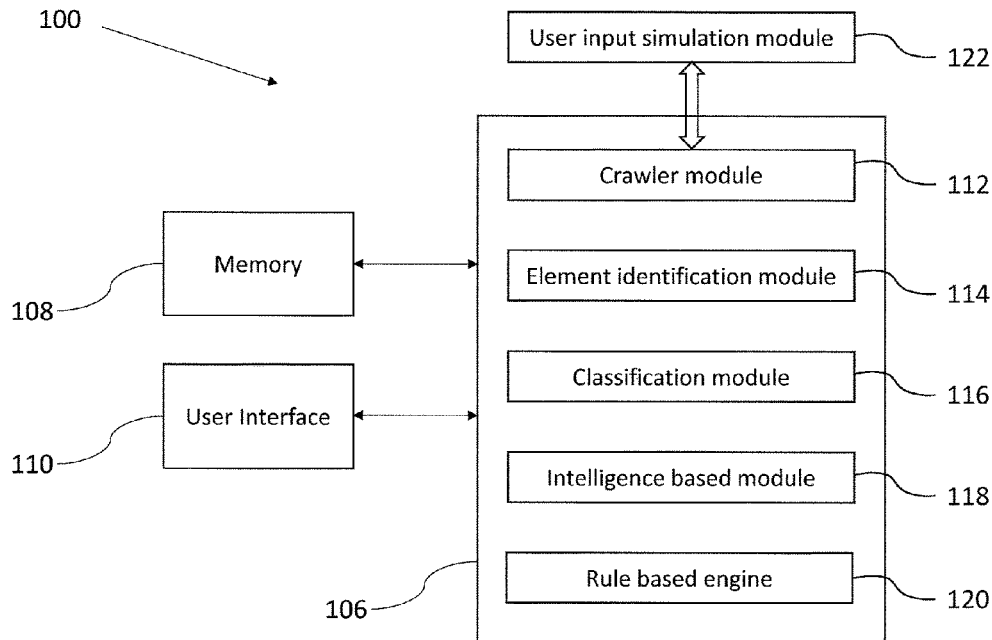 100
User input simulation module
122
Crawler module
112
Memory
108
Element identification module
114
Classification module
116
User Interface
110
Intelligence based module
118
Rule based engine
120
106